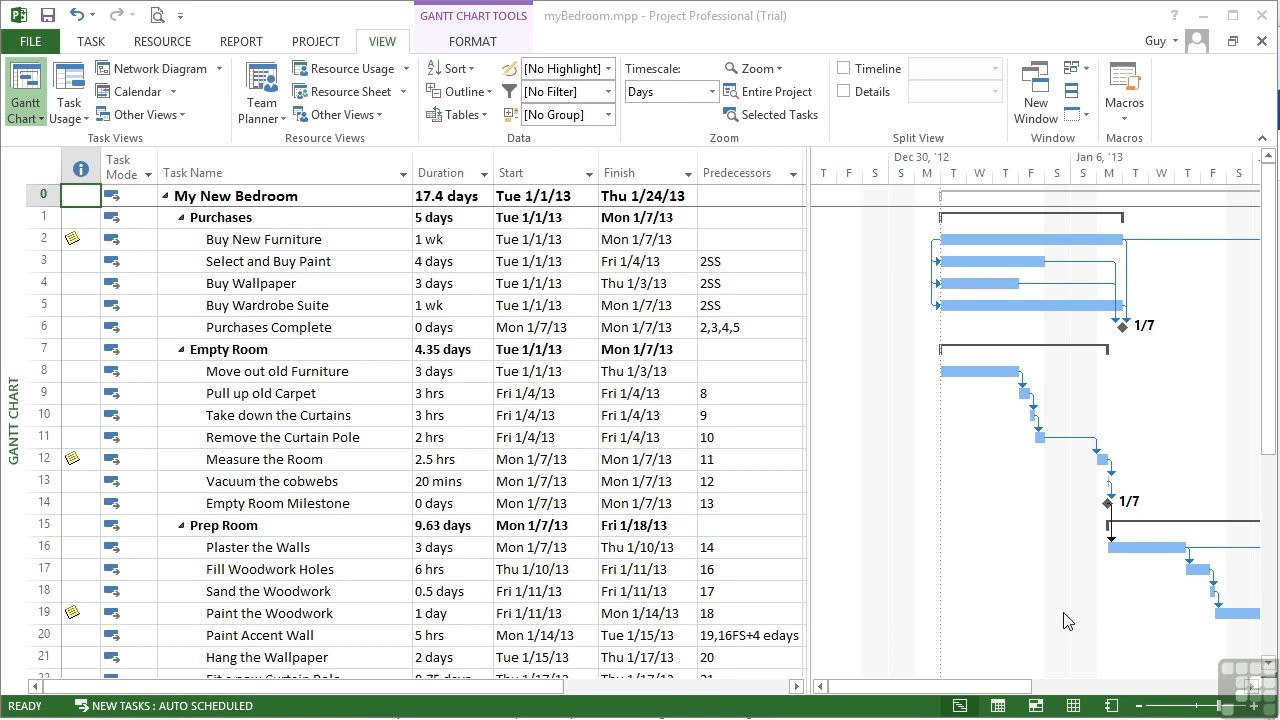 GANTT CHART TOOLS
myBedroom.mpp - Project Professional (Trial)
?
FILE TASK RESOURCE REPORT PROJECT VIEW FORMAT
Guy
Gantt Chart
Task Usage
Network Diagram
Calendar
Other Views
Task Views
Team Planner
Resource Usage
Resource Sheet
Other Views
Resource Views
Sort
Outline
Tables
[No Highlight]
[No Filter]
[No Group]
Data
Timescale:
Days
Zoom
Entire Project
Selected Tasks
Zoom
Timeline
Details
Split View
New Window
Window
Macros
Macros
GANTT CHART
Task Mode Task Name Duration Start Finish Predecessors
Dec 30, '12 Jan 6, '13
T F S S M T W T F S S M T W T F S
0 My New Bedroom 17.4 days Tue 1/1/13 Thu 1/24/13
1 Purchases 5 days Tue 1/1/13 Mon 1/7/13
2 Buy New Furniture 1 wk Tue 1/1/13 Mon 1/7/13
3 Select and Buy Paint 4 days Tue 1/1/13 Fri 1/4/13 2SS
4 Buy Wallpaper 3 days Tue 1/1/13 Thu 1/3/13 2SS
5 Buy Wardrobe Suite 1 wk Tue 1/1/13 Mon 1/7/13 2SS
6 Purchases Complete 0 days Mon 1/7/13 Mon 1/7/13 2,3,4,5 1/7
7 Empty Room 4.35 days Tue 1/1/13 Mon 1/7/13
8 Move out old Furniture 3 days Tue 1/1/13 Thu 1/3/13
9 Pull up old Carpet 3 hrs Fri 1/4/13 Fri 1/4/13 8
10 Take down the Curtains 3 hrs Fri 1/4/13 Fri 1/4/13 9
11 Remove the Curtain Pole 2 hrs Fri 1/4/13 Fri 1/4/13 10
12 Measure the Room 2.5 hrs Mon 1/7/13 Mon 1/7/13 11
13 Vacuum the cobwebs 20 mins Mon 1/7/13 Mon 1/7/13 12
14 Empty Room Milestone 0 days Mon 1/7/13 Mon 1/7/13 13 1/7
15 Prep Room 9.63 days Mon 1/7/13 Fri 1/18/13
16 Plaster the Walls 3 days Mon 1/7/13 Thu 1/10/13 14
17 Fill Woodwork Holes 6 hrs Thu 1/10/13 Fri 1/11/13 16
18 Sand the Woodwork 0.5 days Fri 1/11/13 Fri 1/11/13 17
19 Paint the Woodwork 1 day Fri 1/11/13 Mon 1/14/13 18
20 Paint Accent Wall 5 hrs Mon 1/14/13 Tue 1/15/13 19,16FS+4 edays
21 Hang the Wallpaper 2 days Tue 1/15/13 Thu 1/17/13 20
READY NEW TASKS : AUTO SCHEDULED